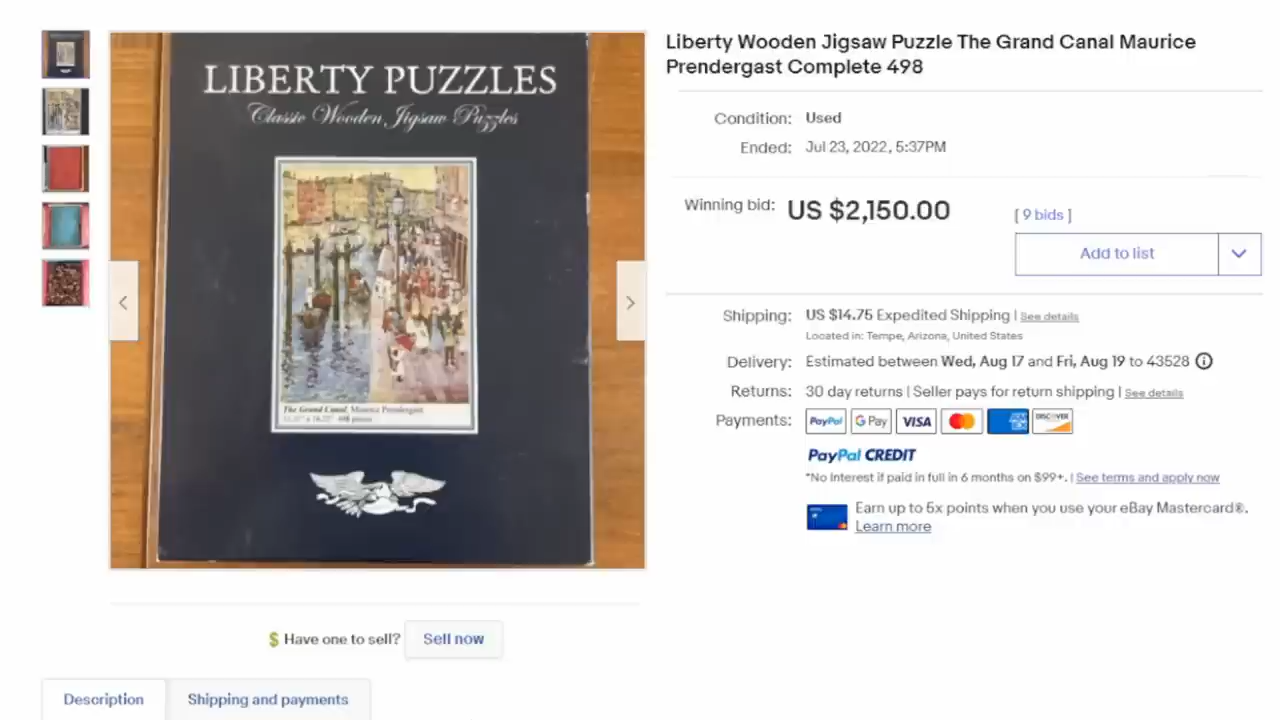 LIBERTY PUZZLES
Classic Wooden Jigsaw Puzzles
The Grand Canal, Maurice Prendergast
498 pieces
Liberty Wooden Jigsaw Puzzle The Grand Canal Maurice
Prendergast Complete 498
Condition: Used
Ended: Jul 23, 2022, 5:37PM
Winning bid: US $2,150.00 [ 9 bids ]
Add to list
Shipping: US $14.75 Expedited Shipping | See details
Located in: Tempe, Arizona, United States
Delivery: Estimated between Wed, Aug 17 and Fri, Aug 19 to 43528
Returns: 30 day returns | Seller pays for return shipping | See details
Payments: PayPal G Pay VISA DISCOVER
PayPal CREDIT
*No Interest if paid in full in 6 months on $99+. | See terms and apply now
Earn up to 5x points when you use your eBay Mastercard®.
Learn more
$ Have one to sell? Sell now
Description Shipping and payments